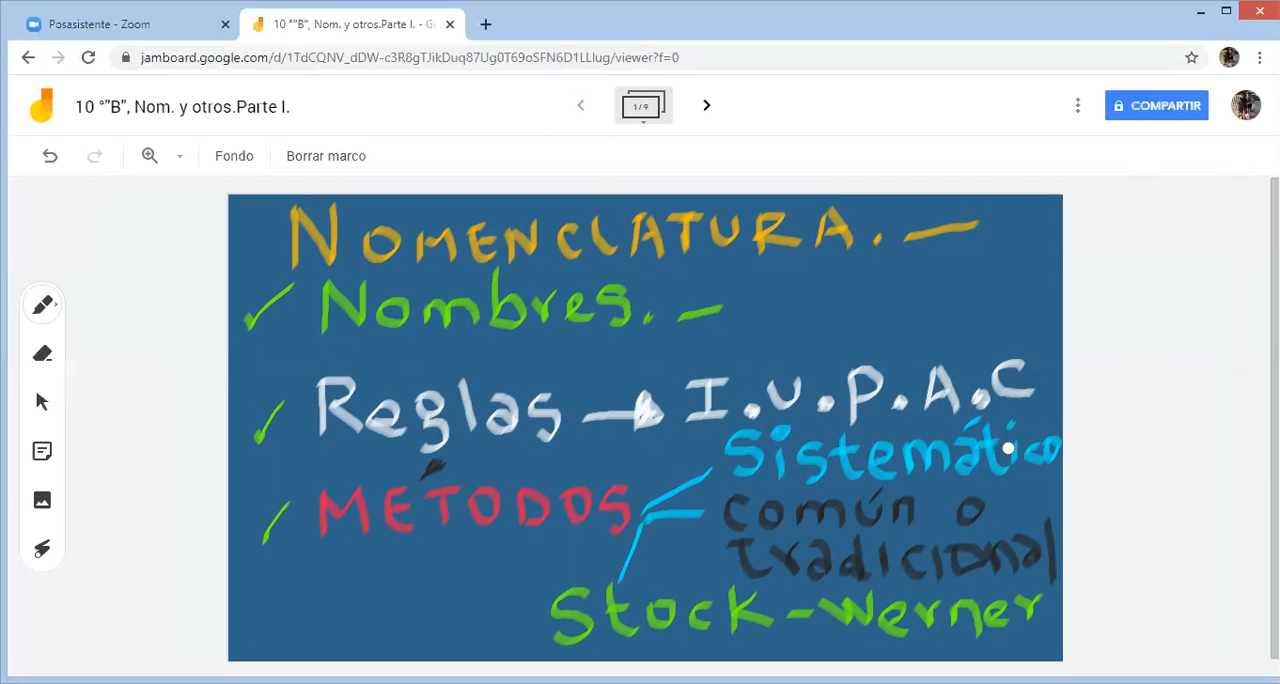 Posasistente - Zoom
10 °"B", Nom. y otros.Parte I. - Go
jamboard.google.com/d/1TdCQNV_dDW-c3R8gTJikDuq87Ug0T69oSFN6D1LLlug/viewer?f=0
10 °"B", Nom. y otros.Parte I.
1/9
COMPARTIR
Fondo
Borrar marco
NOMENCLATURA. —
✓ Nombres. —
✓ Reglas → I.U.P.A.C
Sistemático
✓ MÉTODOS
común o
tradicional
Stock-Werner